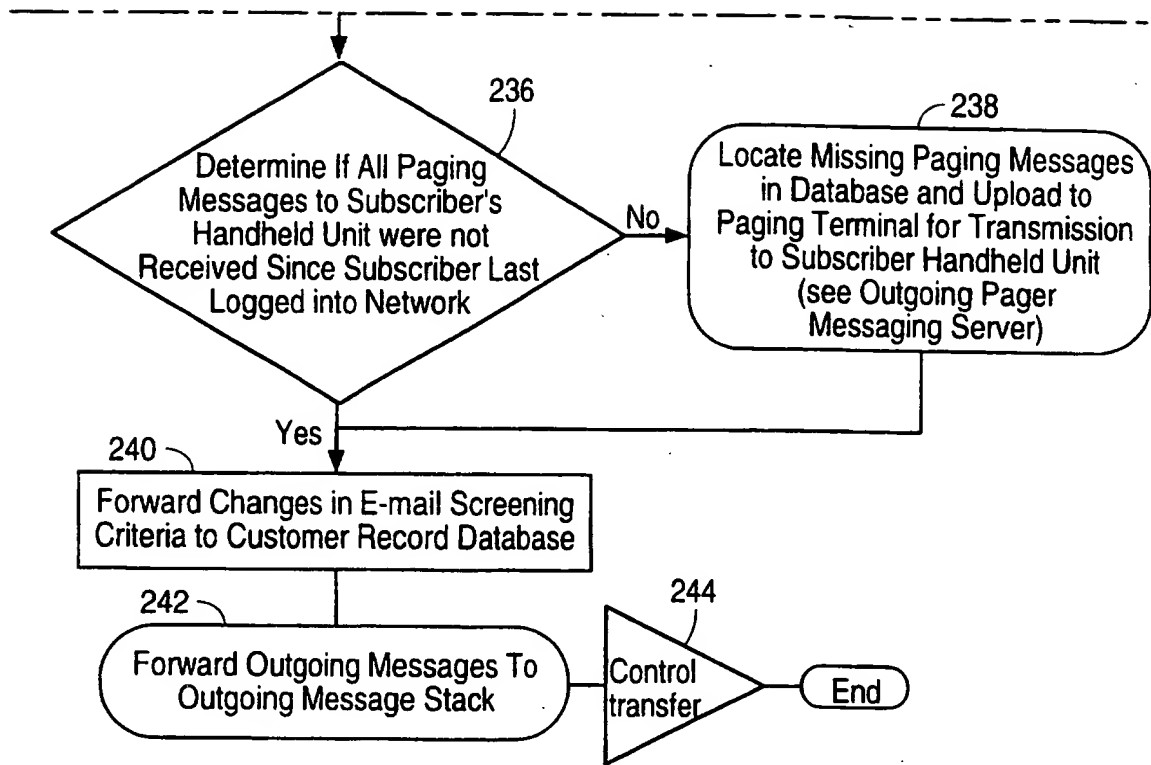 236
Determine If All Paging
Messages to Subscriber's
Handheld Unit were not
Received Since Subscriber Last
Logged into Network
No
238
Locate Missing Paging Messages
in Database and Upload to
Paging Terminal for Transmission
to Subscriber Handheld Unit
(see Outgoing Pager
Messaging Server)
Yes
240
Forward Changes in E-mail Screening
Criteria to Customer Record Database
242
Forward Outgoing Messages To
Outgoing Message Stack
244
Control
transfer
End